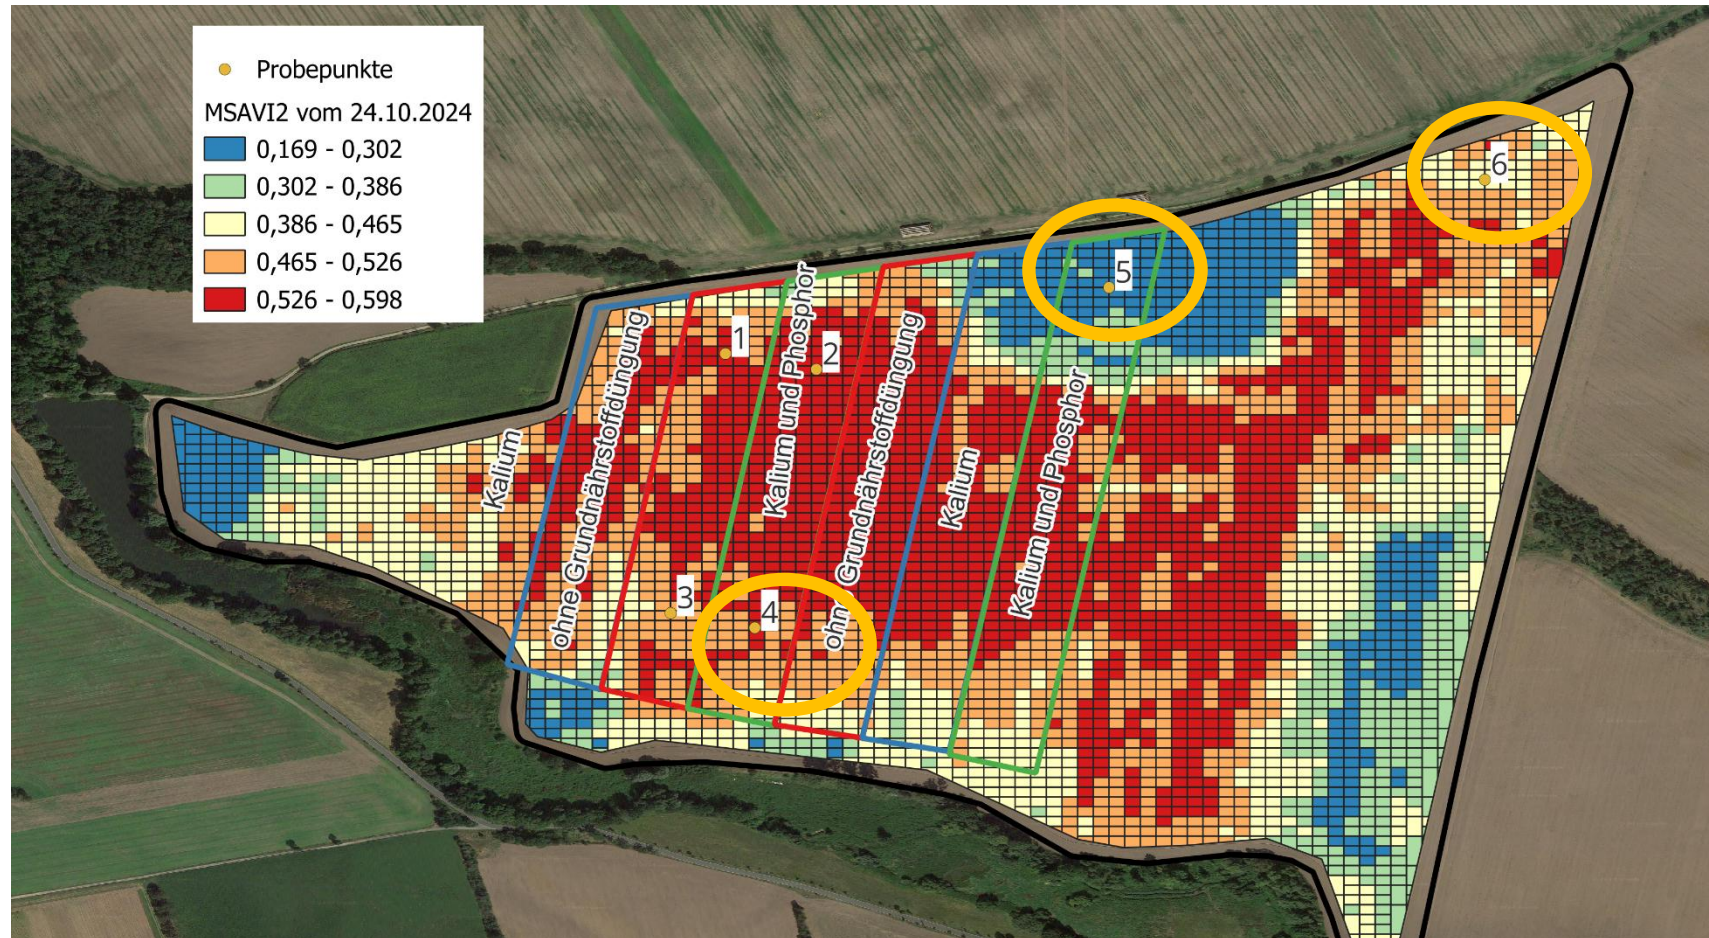 Probepunkte
MSAVI2 vom 24.10.2024
0,169 - 0,302
0,302 - 0,386
0,386 - 0,465
0,465 - 0,526
0,526 - 0,598
6
5
1
2
3
4
Kalium
ohne Grundnährstoffdüngung
Kalium und Phosphor
ohne Grundnährstoffdüngung
Kalium
Kalium und Phosphor